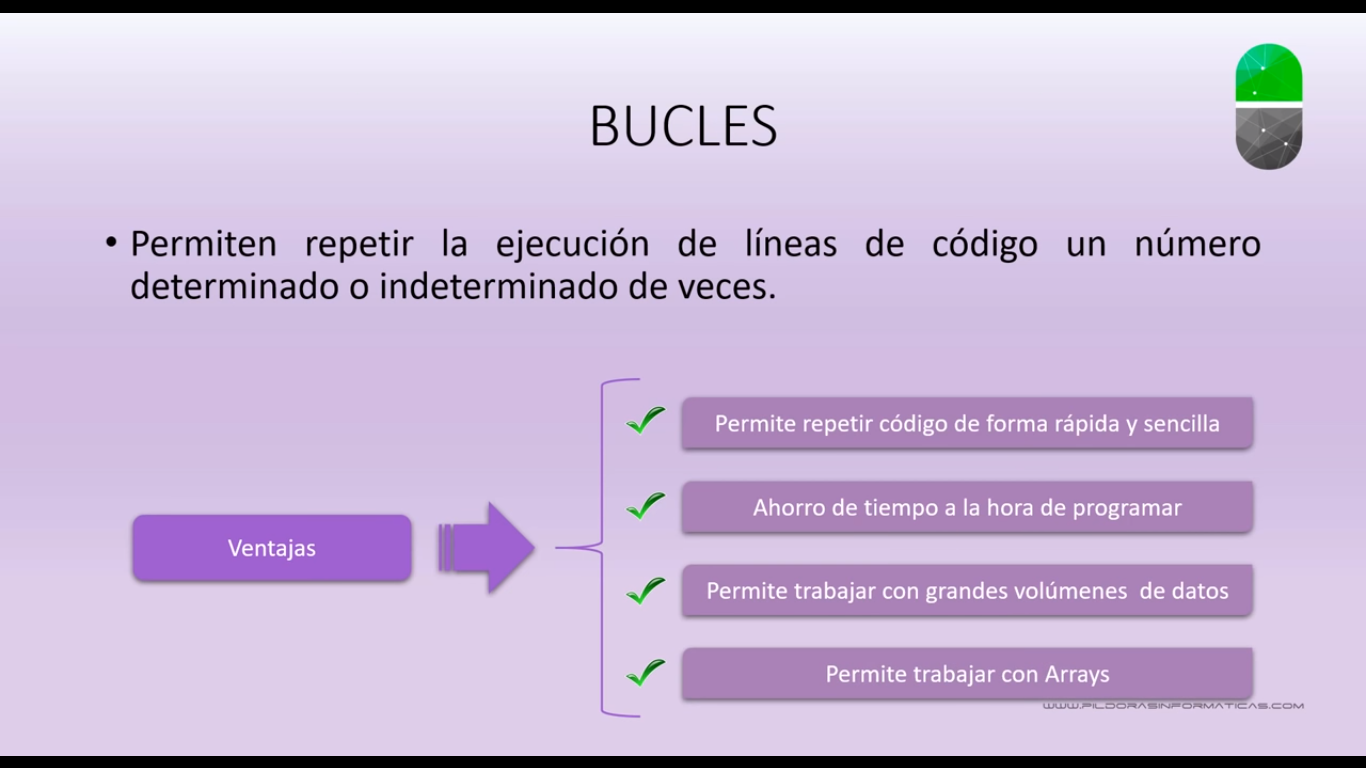 BUCLES
• Permiten repetir la ejecución de líneas de código un número
determinado o indeterminado de veces.
Ventajas
Permite repetir código de forma rápida y sencilla
Ahorro de tiempo a la hora de programar
Permite trabajar con grandes volúmenes de datos
Permite trabajar con Arrays
WWW.PILDORASINFORMATICAS.COM